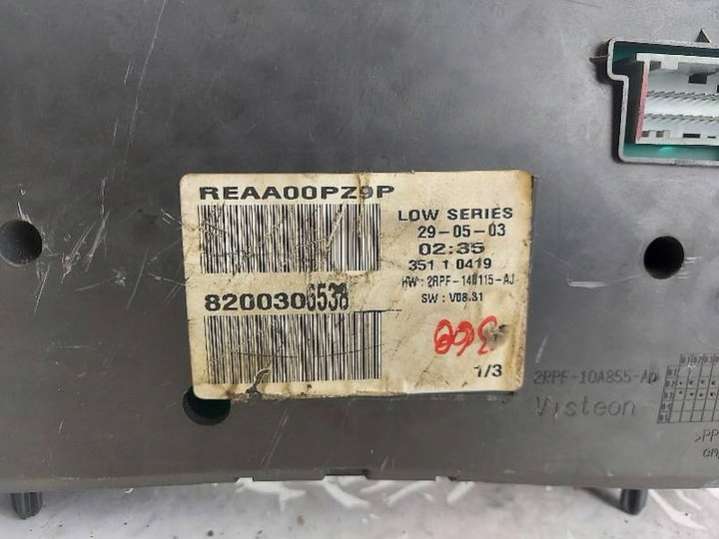 REAA00PZ9P
LOW SERIES
29-05-03
02:35
351 1 0419
HW : 2RPF-14B115-AJ
SW : V08.31
8200306538
366
1/3
2RPF-10A855-AD
Visteon